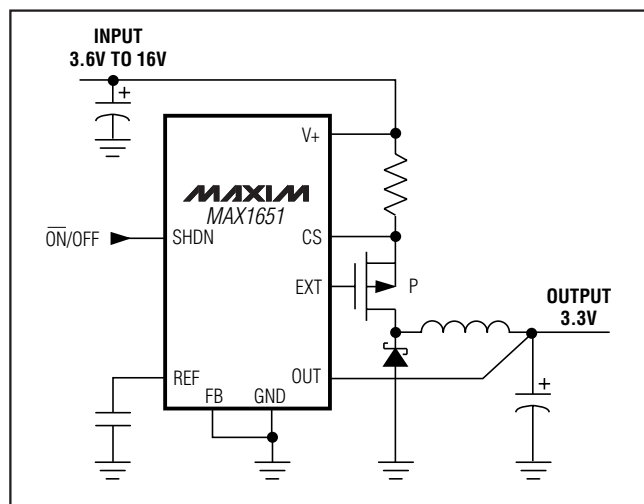 INPUT
3.6V TO 16V
+
V+
MAXIM
MAX1651
ON/OFF
SHDN
CS
EXT
P
OUTPUT
3.3V
REF
OUT
FB
GND
+